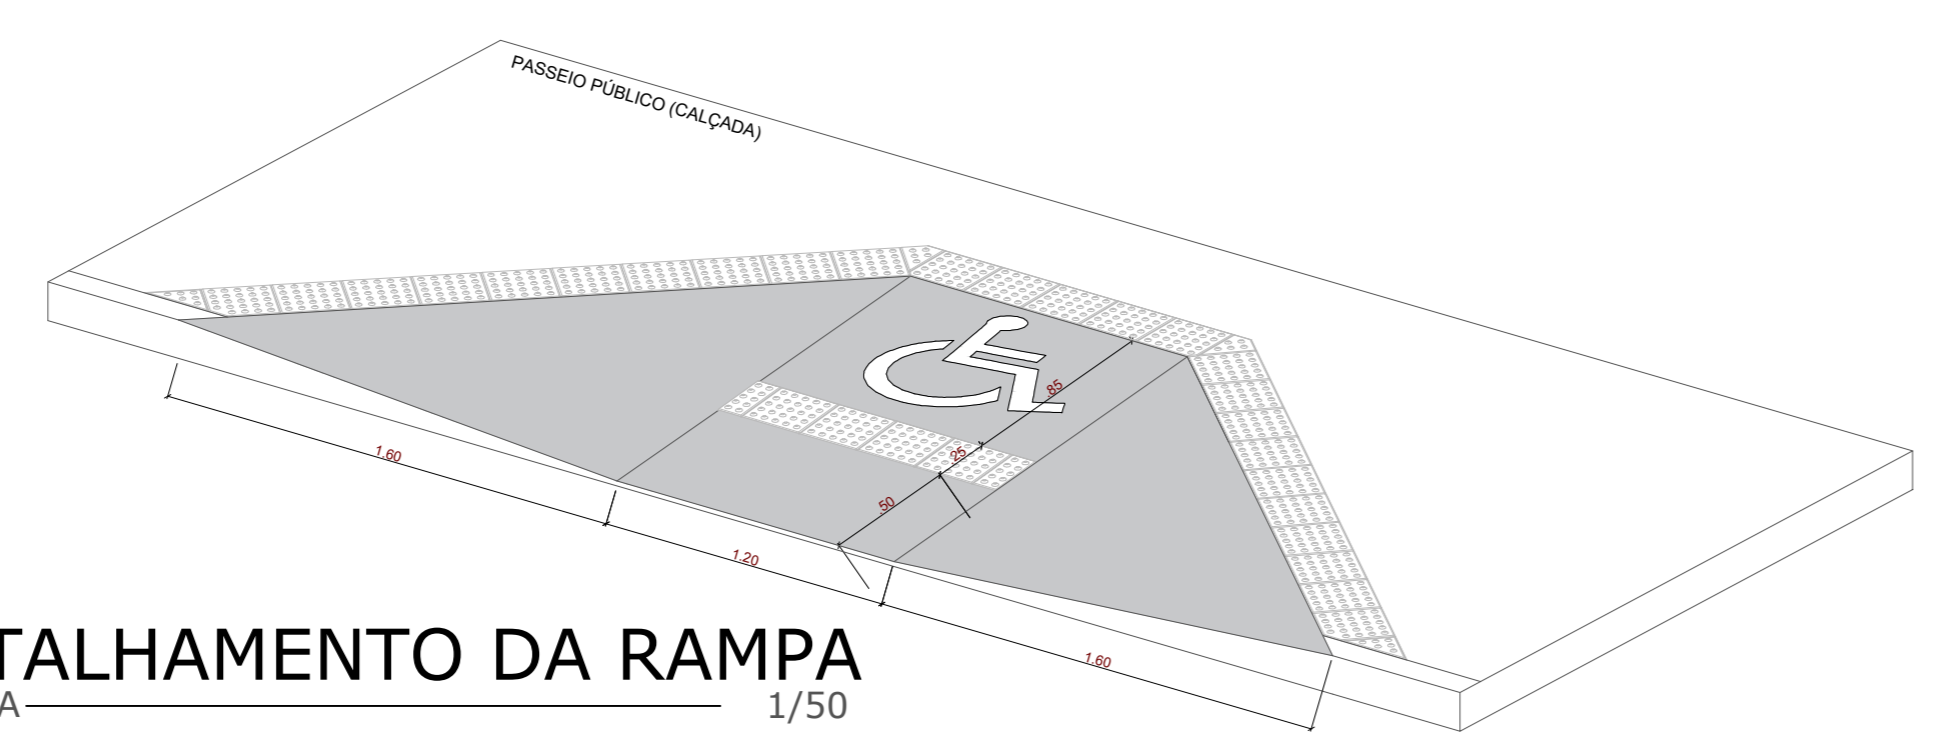 PASSEIO PÚBLICO (CALÇADA)
.85
.25
.50
1.60
1.20
1.60
TALHAMENTO DA RAMPA
A 1/50